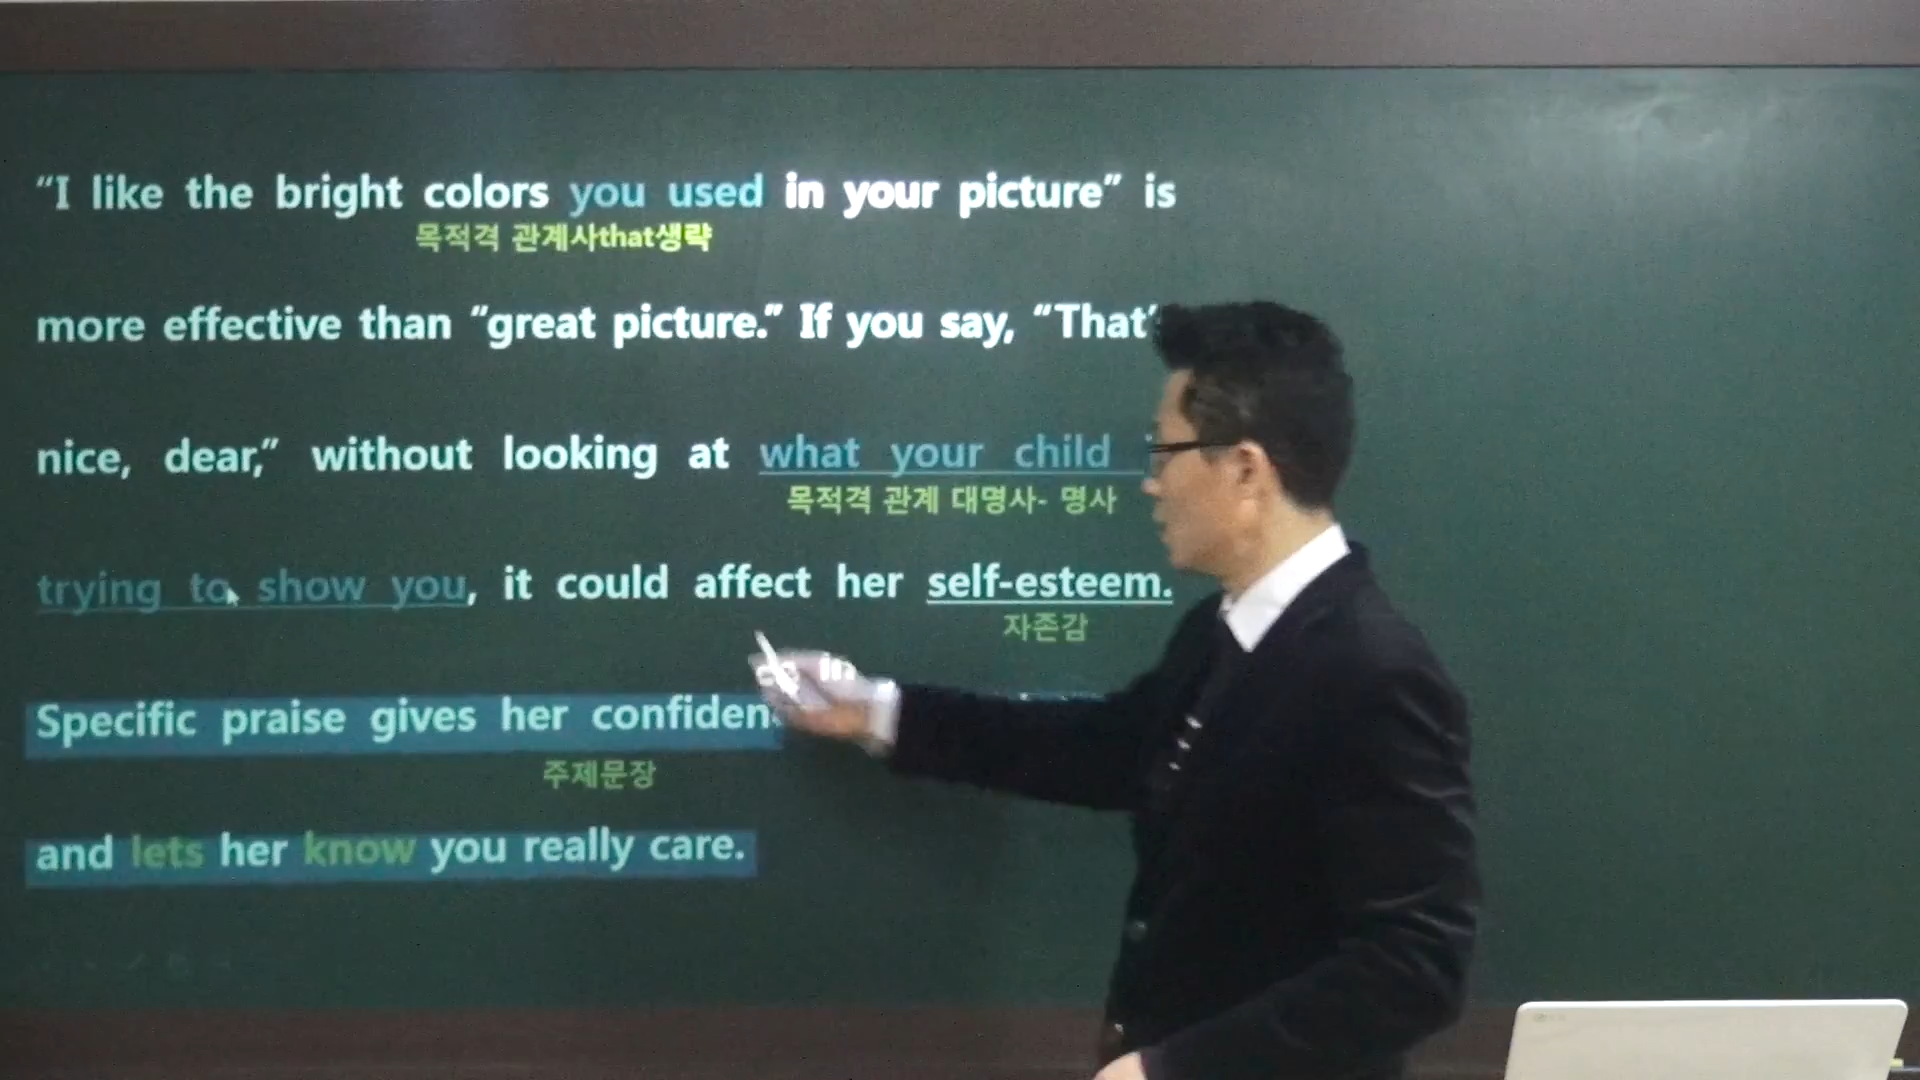 “I like the bright colors you used in your picture” is
목적격 관계사that생략
more effective than “great picture.” If you say, “That’
nice, dear,” without looking at what your child
목적격 관계 대명사- 명사
trying to show you, it could affect her self-esteem.
자존감
Specific praise gives her
주제문장
and lets her know you really care.